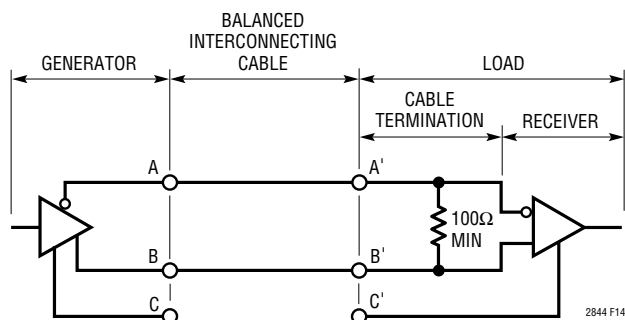 BALANCED
INTERCONNECTING
CABLE
GENERATOR
LOAD
CABLE
TERMINATION
RECEIVER
A
A'
100Ω
MIN
B
B'
C
C'
2844 F14